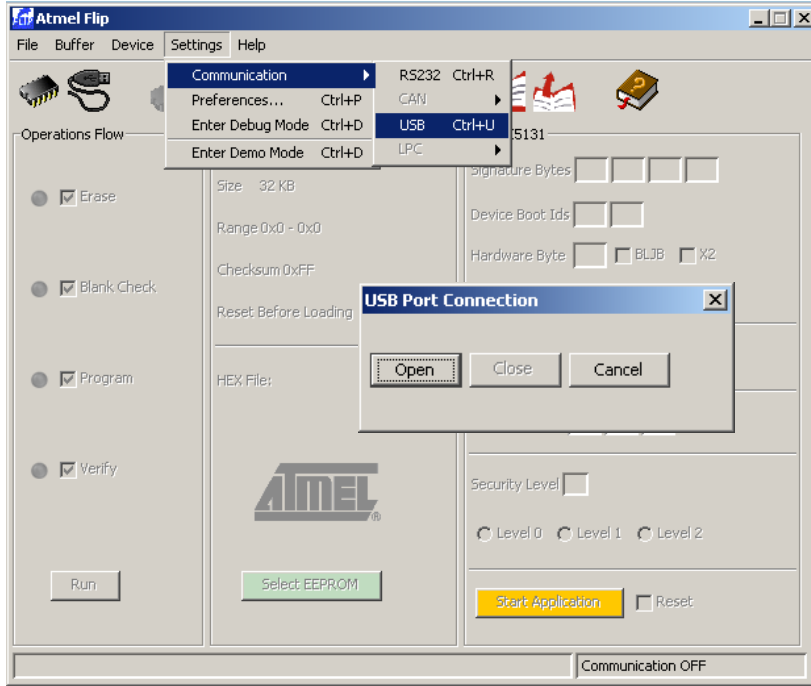 Atmel Flip
File Buffer Device Settings Help
Communication
Preferences... Ctrl+P
Enter Debug Mode Ctrl+D
Enter Demo Mode Ctrl+D
RS232 Ctrl+R
CAN
USB Ctrl+U
LPC
Operations Flow
Erase
Blank Check
Program
Verify
Run
Size 32 KB
Range 0x0 - 0x0
Checksum 0xFF
Reset Before Loading
HEX File:
ATMEL
®
Select EEPROM
5131
Signature Bytes
Device Boot Ids
Hardware Byte BLJB X2
USB Port Connection
Open Close Cancel
Security Level
Level 0 Level 1 Level 2
Start Application Reset
Communication OFF